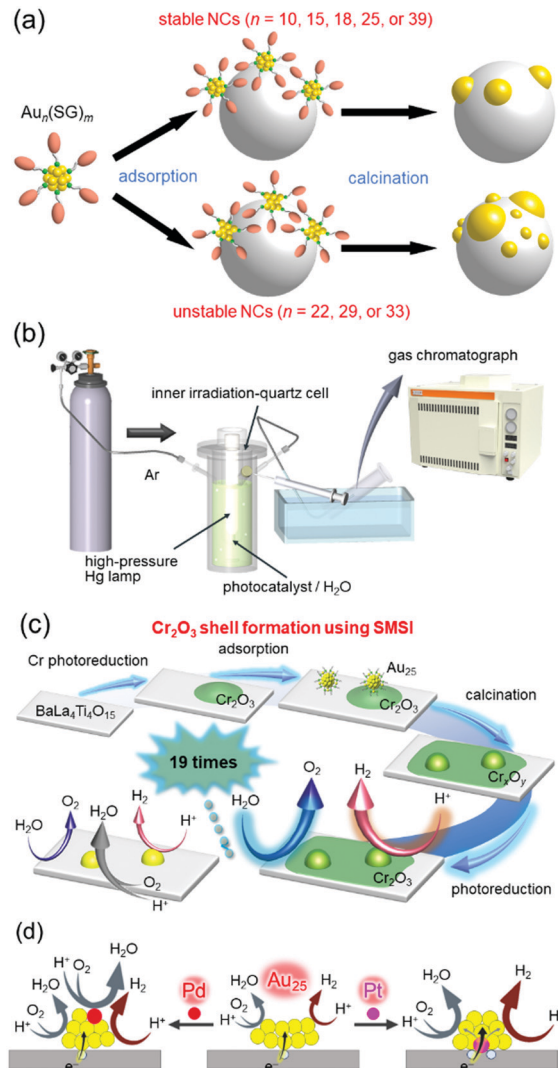 (a)
stable NCs (n = 10, 15, 18, 25, or 39)
Aun(SG)m
adsorption
calcination
unstable NCs (n = 22, 29, or 33)
(b)
gas chromatograph
inner irradiation-quartz cell
Ar
high-pressure
Hg lamp
photocatalyst / H2O
(c)
Cr2O3 shell formation using SMSI
Cr photoreduction
adsorption
Au25
calcination
BaLa4Ti4O15
Cr2O3
Cr2O3
CrxOy
19 times
O2
H2
H2O
H+
O2
H2O
H2
H2O
H+
O2
H+
Cr2O3
photoreduction
(d)
H2O
H+
O2
H2O
H2
O2
H+
H+
e-
Pd
Au25
H2O
H2
O2
H+
H+
e-
Pt
H2O
H2
O2
H+
H+
e-